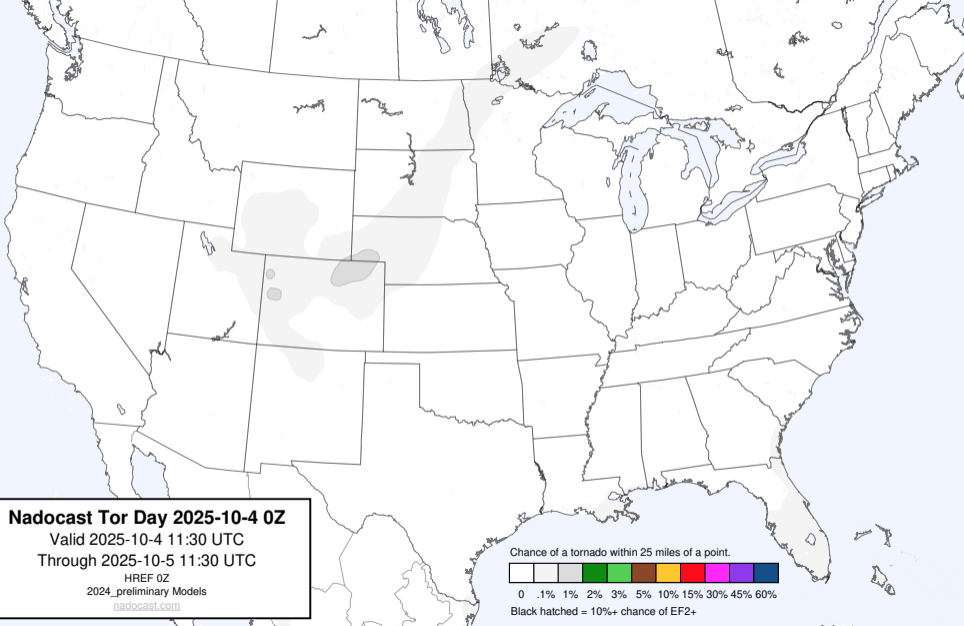 Nadocast Tor Day 2025-10-4 0Z
Valid 2025-10-4 11:30 UTC
Through 2025-10-5 11:30 UTC
HREF 0Z
2024_preliminary Models
nadocast.com
Chance of a tornado within 25 miles of a point.
0 .1% 1% 2% 3% 5% 10% 15% 30% 45% 60%
Black hatched = 10%+ chance of EF2+